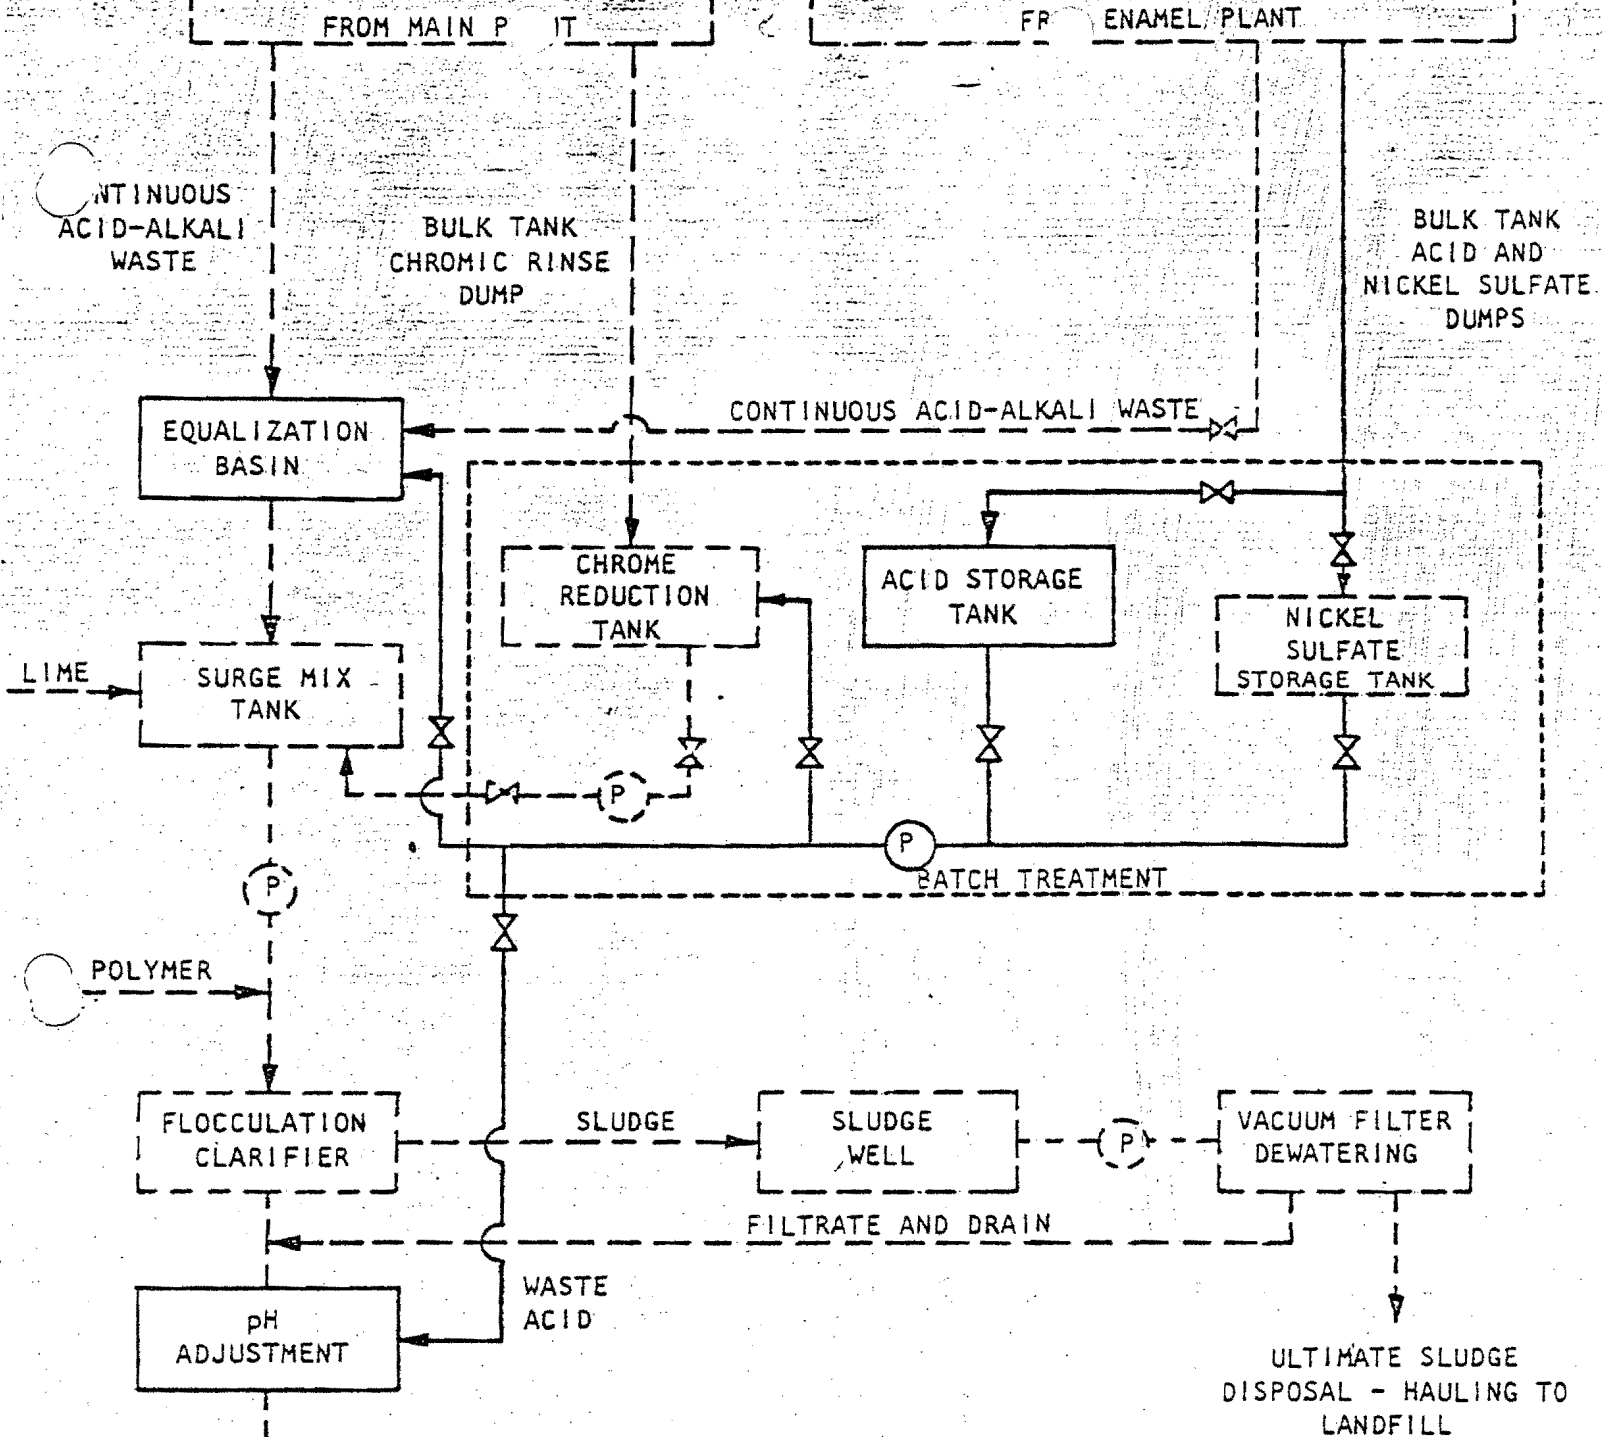 FROM MAIN
ENAMEL PLANT
ACID-ALKALI
WASTE
BULK TANK
CHROMIC RINSE
DUMP
BULK TANK
ACID AND
NICKEL SULFATE
DUMPS
CONTINUOUS ACID-ALKALI WASTE
EQUALIZATION
BASIN
CHROME
REDUCTION
TANK
ACID STORAGE
TANK
NICKEL
SULFATE
STORAGE TANK
LIME
SURGE MIX
TANK
P
P
BATCH TREATMENT
P
POLYMER
FLOCCULATION
CLARIFIER
SLUDGE
SLUDGE
WELL
P
VACUUM FILTER
DEWATERING
FILTRATE AND DRAIN
WASTE
ACID
pH
ADJUSTMENT
ULTIMATE SLUDGE
DISPOSAL - HAULING TO
LANDFILL